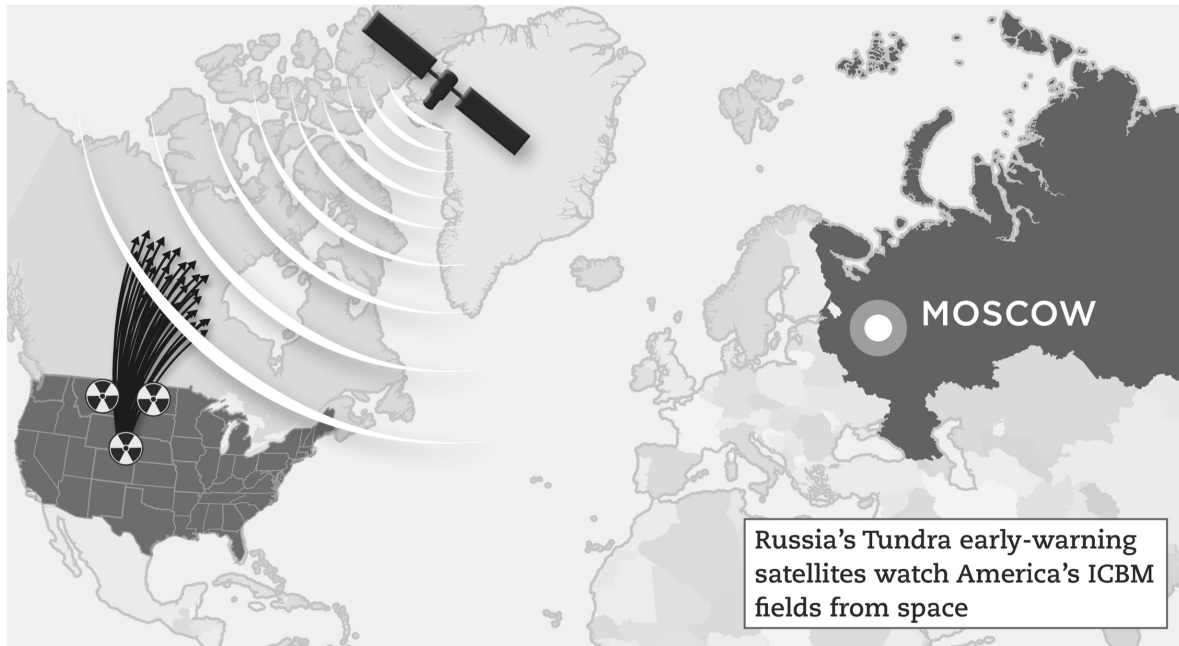 MOSCOW
Russia’s Tundra early-warning
satellites watch America’s ICBM
fields from space